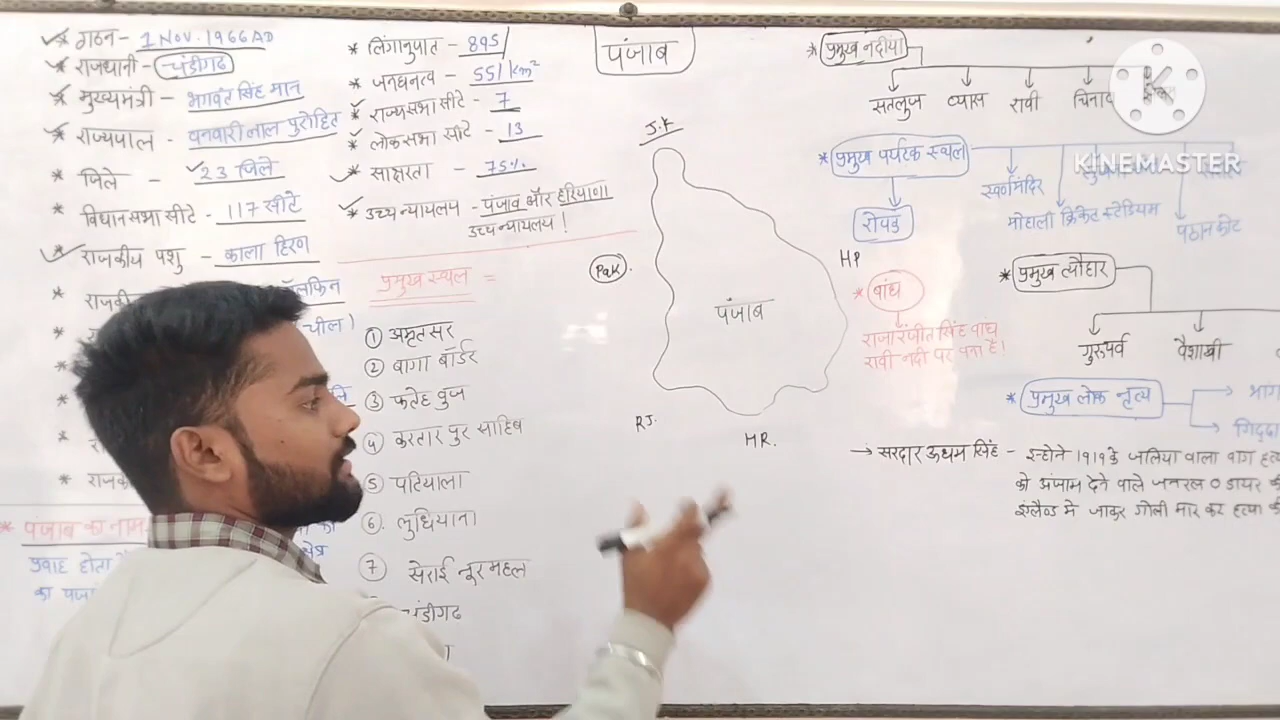 * गठन - 1 NOV. 1966 AD
* राजधानी - चंडीगढ
* मुख्यमंत्री - भगवंत सिंह मान
* राज्यपाल - बनवारी लाल पुरोहित
* जिले - 23 जिले
* विधानसभा सीटे - 117 सीटे
* राजकीय पशु - काला हिरण
* लिंगानुपात - 895
* जनघनत्व - 551/km²
* राज्यसभा सीटे - 7
* लोकसभा सीटे - 13
* साक्षरता - 75%
* उच्च न्यायलय - पंजाब और हरियाणा
उच्च न्यायलय !
प्रमुख स्थल =
① अमृतसर
② बागा बॉर्डर
③ फतेह वुर्ज
④ करतार पुर साहिब
⑤ पटियाला
⑥ लुधियाना
⑦ सेराई नूर महल
चंडीगढ
* पंजाब का नाम
प्रवाह होता
का पंजा
पंजाब
J.K
Pak.
HP
पंजाब
RJ.
HR.
* प्रमुख नदीयां
सतलुज व्यास रावी चिनाव
* प्रमुख पर्यटक स्थल
स्वर्ण मंदिर
मोहाली क्रिकेट स्टेडियम
पठानकोट
रोपड
* बांध
राजा रंजीत सिंह बांध
रावी नदी पर बना है !
* प्रमुख त्यौहार
गुरुपर्व वैशाखी
* प्रमुख लोक नृत्य
भांग
गिद्दा
→ सरदार ऊधम सिंह - इन्होने 1919 के जलिया वाला बाग हत्य
को अंजाम देने वाले जनरल O डायर की
इंग्लैण्ड मे जाकर गोली मार कर हत्या की
KINEMASTER